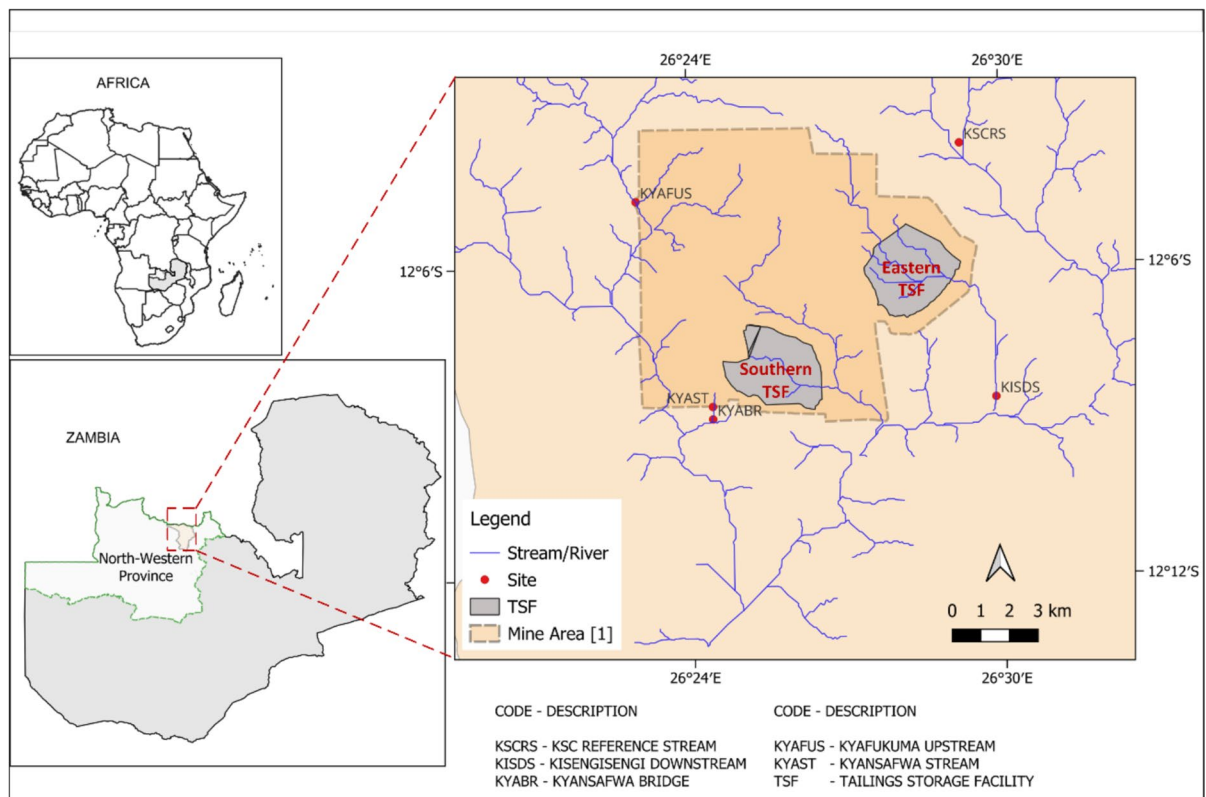 AFRICA
ZAMBIA
North-Western
Province
26°24'E
26°30'E
12°6'S
12°6'S
KSCRS
KYAFUS
Eastern
TSF
Southern
TSF
KYAST
KYABR
KISDS
Legend
Stream/River
Site
TSF
Mine Area [1]
0 1 2 3 km
12°12'S
26°24'E
26°30'E
CODE - DESCRIPTION
KSCRS - KSC REFERENCE STREAM
KISDS - KISENGISENGI DOWNSTREAM
KYABR - KYANSAFWA BRIDGE
CODE - DESCRIPTION
KYAFUS - KYAFUKUMA UPSTREAM
KYAST - KYANSAFWA STREAM
TSF - TAILINGS STORAGE FACILITY